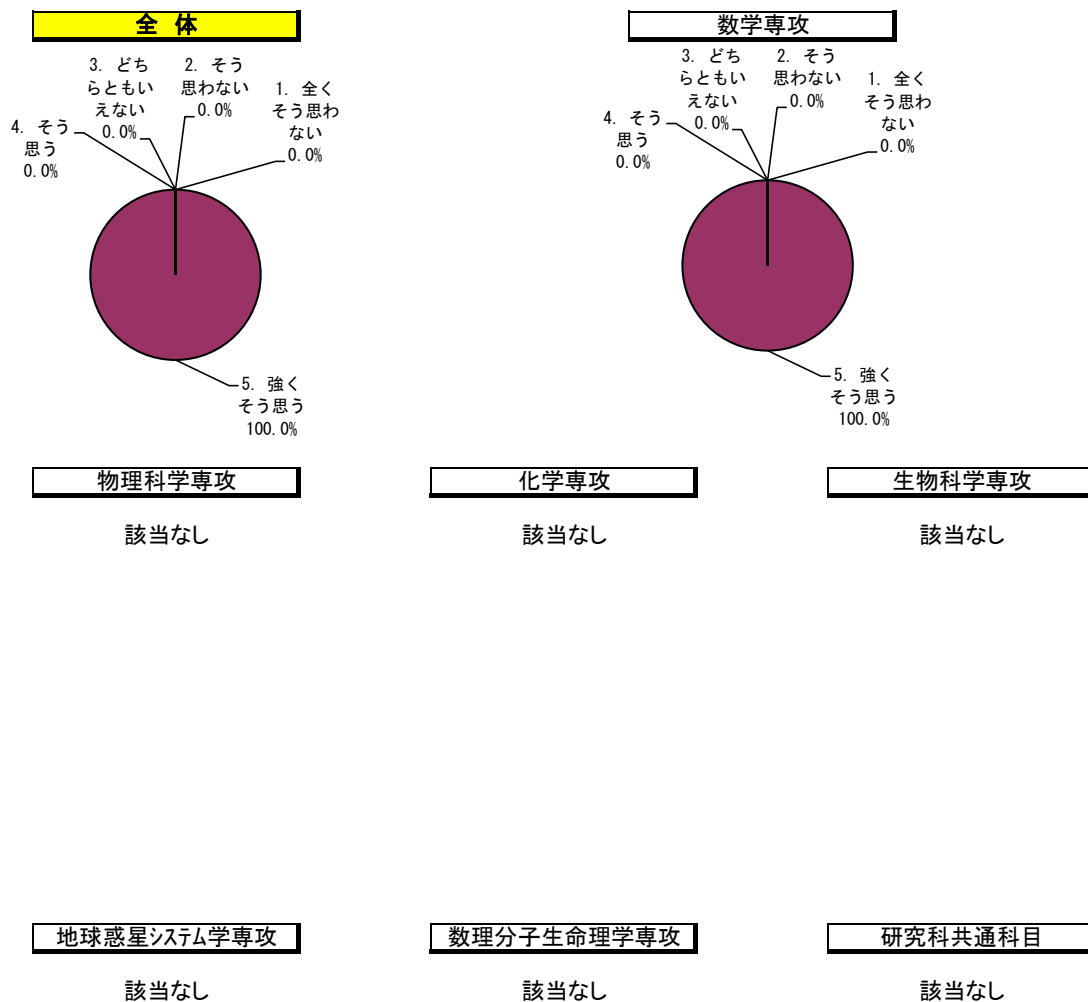 全 体
3. どち
らともい
えない
0.0%
2. そう
思わない
0.0%
1. 全く
そう思わ
ない
0.0%
4. そう
思う
0.0%
5. 強く
そう思う
100.0%
数学専攻
3. どち
らともい
えない
0.0%
2. そう
思わない
0.0%
1. 全く
そう思わ
ない
0.0%
4. そう
思う
0.0%
5. 強く
そう思う
100.0%
物理科学専攻
該当なし
化学専攻
該当なし
生物科学専攻
該当なし
地球惑星システム学専攻
該当なし
数理分子生命理学専攻
該当なし
研究科共通科目
該当なし